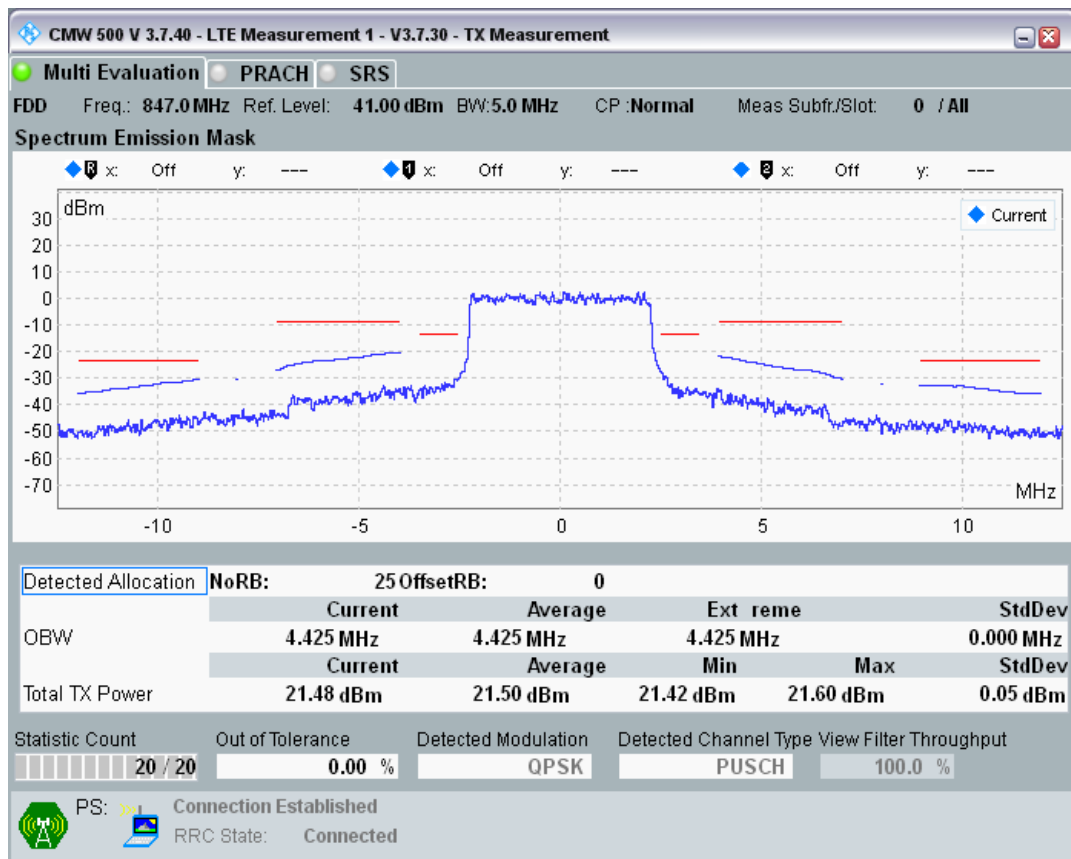 CMW 500 V 3.7.40 - LTE Measurement 1 - V3.7.30 - TX Measurement
Multi Evaluation PRACH SRS
FDD Freq.: 847.0 MHz Ref. Level: 41.00 dBm BW: 5.0 MHz CP : Normal Meas Subfr./Slot: 0 / All
Spectrum Emission Mask
R x: Off y: --- 1 x: Off y: --- 2 x: Off y: ---
dBm
Current
30
20
10
0
-10
-20
-30
-40
-50
-60
-70
MHz
-10 -5 0 5 10
Detected Allocation NoRB: 25 OffsetRB: 0
Current Average Ext reme StdDev
OBW 4.425 MHz 4.425 MHz 4.425 MHz 0.000 MHz
Current Average Min Max StdDev
Total TX Power 21.48 dBm 21.50 dBm 21.42 dBm 21.60 dBm 0.05 dBm
Statistic Count Out of Tolerance Detected Modulation Detected Channel Type View Filter Throughput
20 / 20 0.00 % QPSK PUSCH 100.0 %
PS: Connection Established
RRC State: Connected